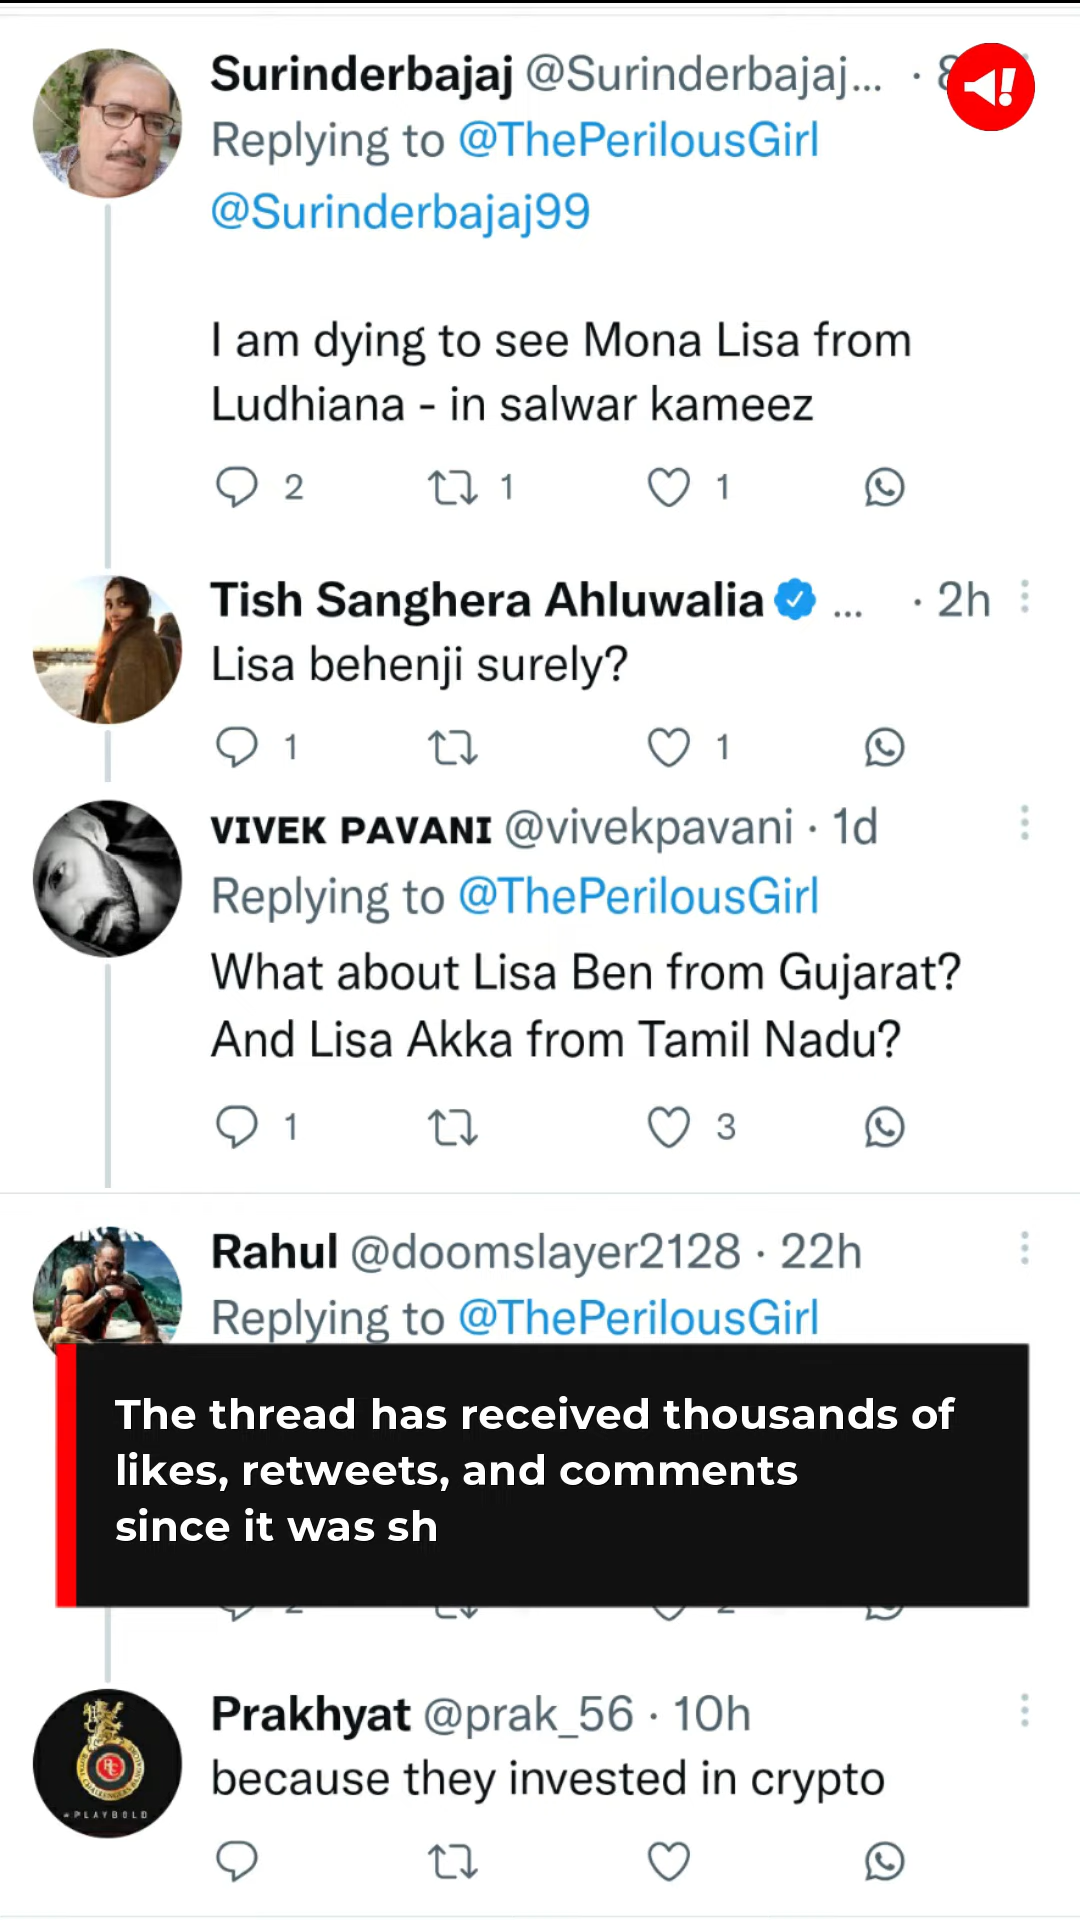 Surinderbajaj @Surinderbajaj... · 8
Replying to @ThePerilousGirl
@Surinderbajaj99
I am dying to see Mona Lisa from
Ludhiana - in salwar kameez
2 1 1
Tish Sanghera Ahluwalia ... · 2h
Lisa behenji surely?
1 1
VIVEK PAVANI @vivekpavani · 1d
Replying to @ThePerilousGirl
What about Lisa Ben from Gujarat?
And Lisa Akka from Tamil Nadu?
1 3
Rahul @doomslayer2128 · 22h
Replying to @ThePerilousGirl
The thread has received thousands of
likes, retweets, and comments
since it was sh
Prakhyat @prak_56 · 10h
because they invested in crypto
PLAYBOLD